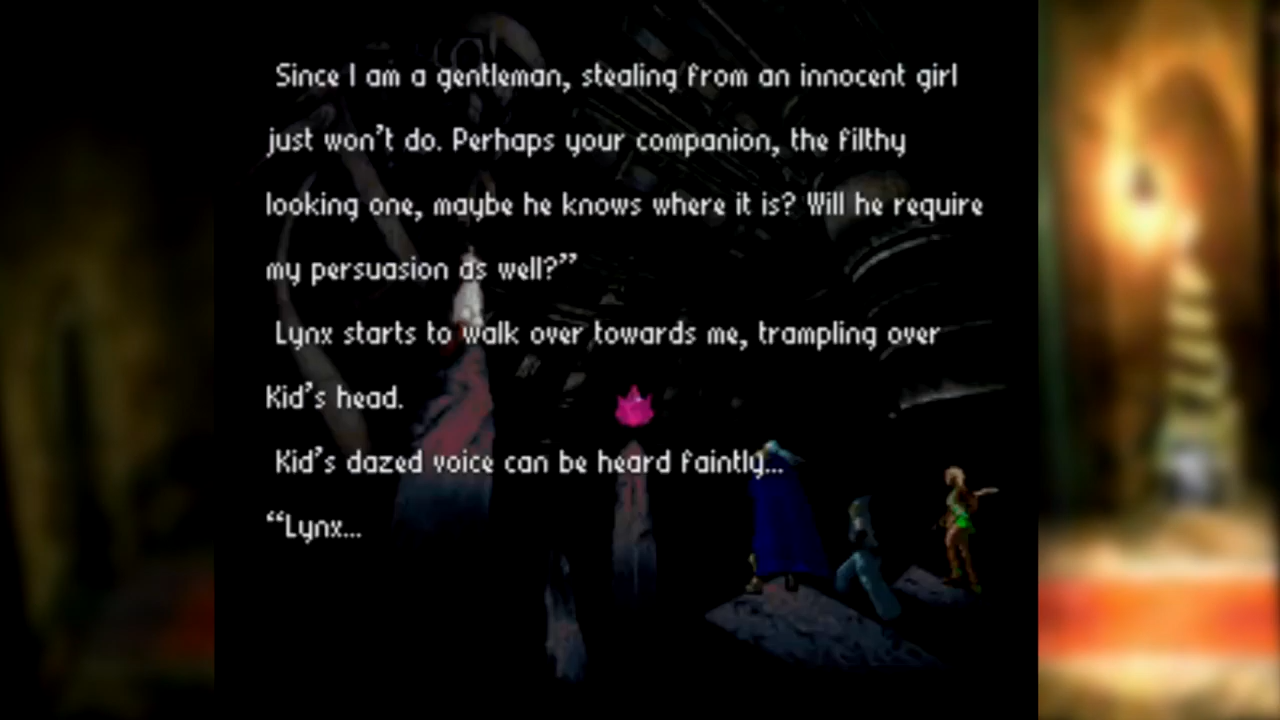 Since I am a gentleman, stealing from an innocent girl
just won't do. Perhaps your companion, the filthy
looking one, maybe he knows where it is? Will he require
my persuasion as well?”
Lynx starts to walk over towards me, trampling over
Kid's head.
Kid's dazed voice can be heard faintly...
“Lynx...